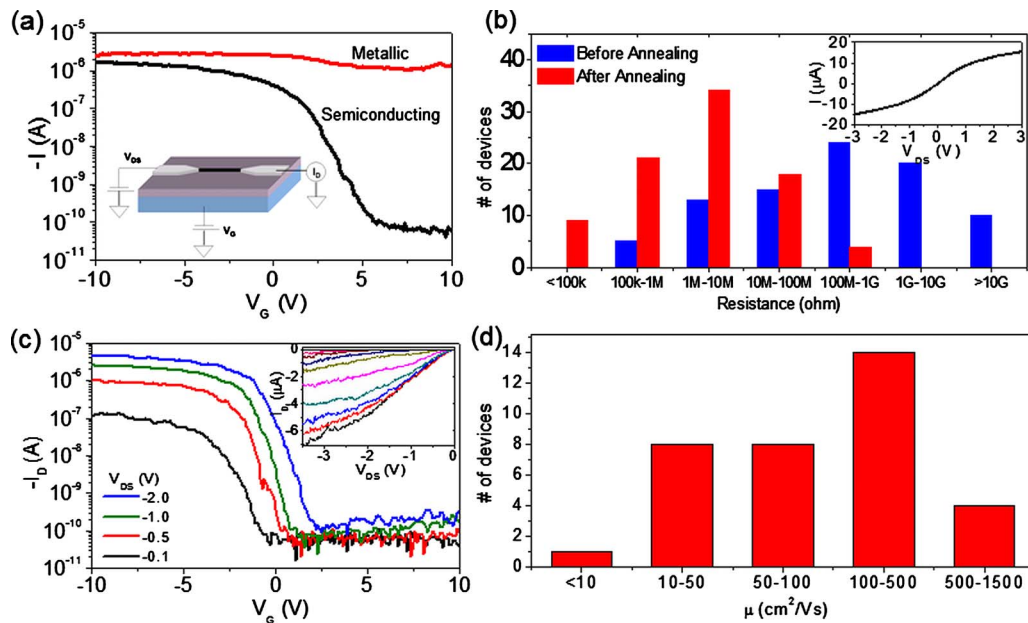 (a)
10⁻⁵
10⁻⁶
10⁻⁷
10⁻⁸
10⁻⁹
10⁻¹⁰
10⁻¹¹
-I (A)
Metallic
Semiconducting
V_DS
I_D
V_G
-10 -5 0 5 10
V_G (V)
(b)
40
30
20
10
0
# of devices
Before Annealing
After Annealing
20
10
0
-10
-20
I (μA)
-3 -2 -1 0 1 2 3
V_DS (V)
<100k 100k-1M 1M-10M 10M-100M 100M-1G 1G-10G >10G
Resistance (ohm)
(c)
10⁻⁵
10⁻⁶
10⁻⁷
10⁻⁸
10⁻⁹
10⁻¹⁰
10⁻¹¹
-I_D (A)
V_DS (V)
-2.0
-1.0
-0.5
-0.1
0
-2
-4
-6
I_D (μA)
-3 -2 -1 0
V_DS (V)
-10 -5 0 5 10
V_G (V)
(d)
14
12
10
8
6
4
2
0
# of devices
<10 10-50 50-100 100-500 500-1500
μ (cm²/Vs)